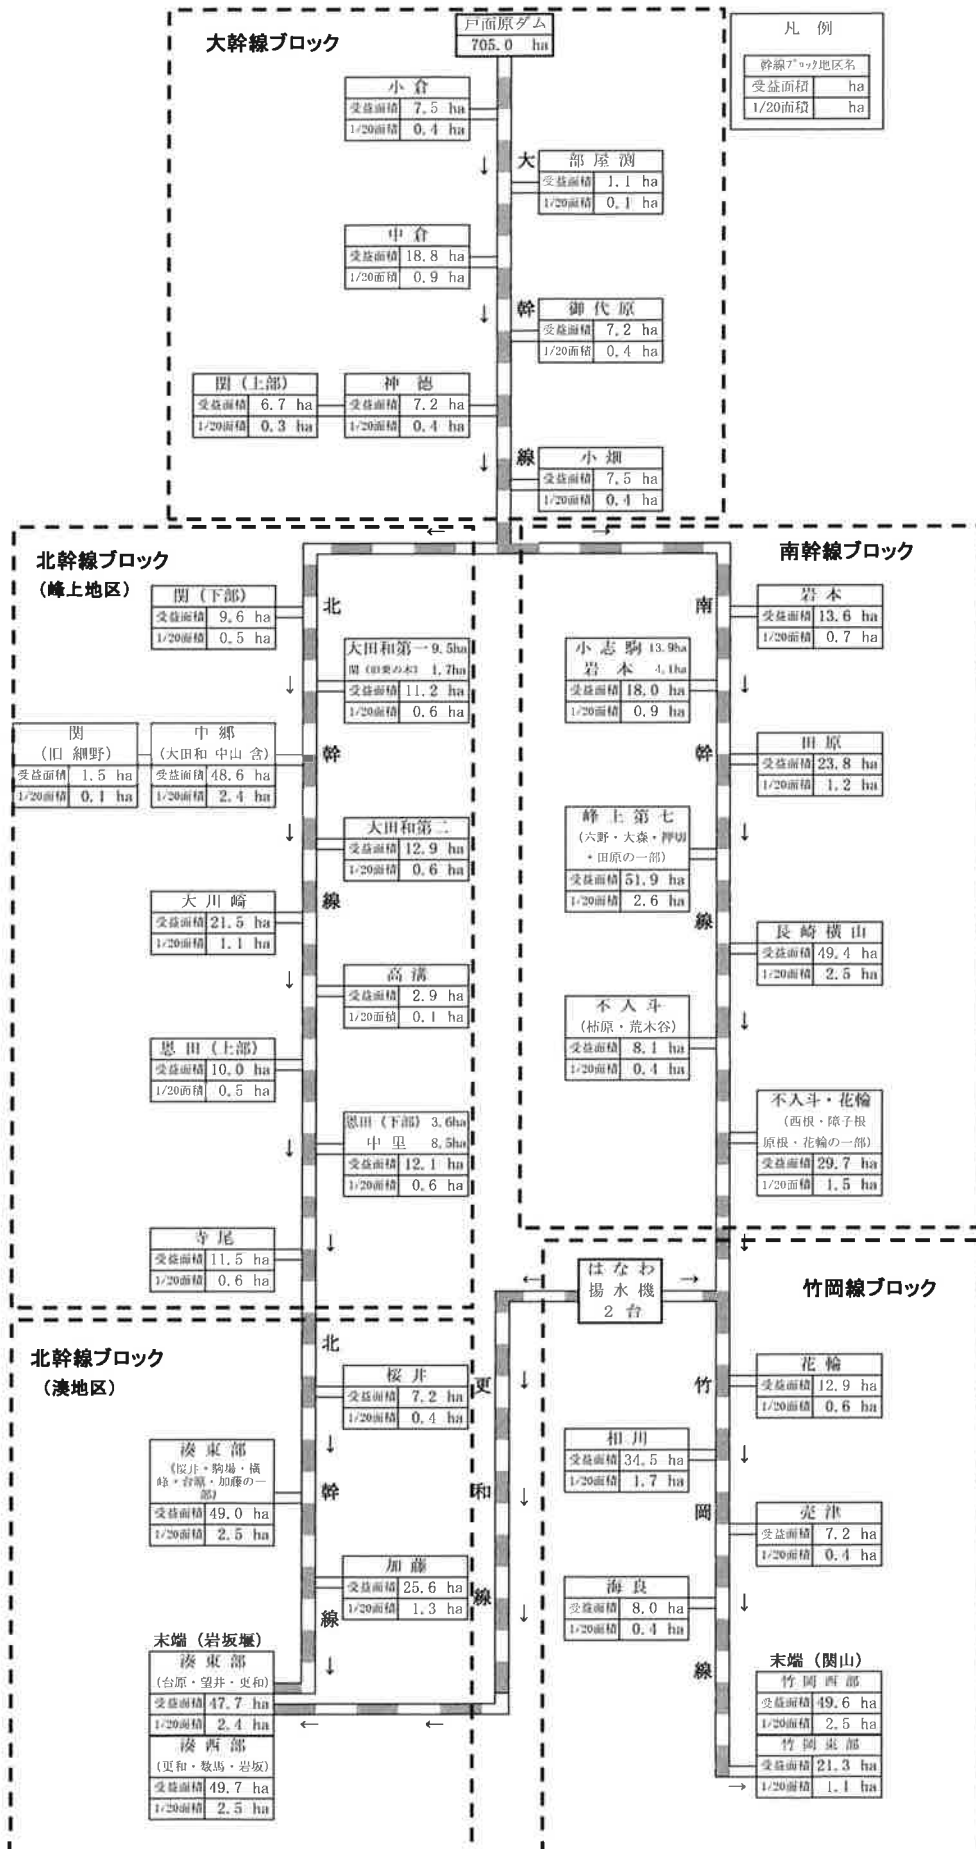 大幹線ブロック
戸面原ダム
705.0 ha
凡 例
幹線ブロック地区名
受益面積 ha
1/20面積 ha
小 倉
受益面積 7.5 ha
1/20面積 0.4 ha
↓
大
部 屋 渕
受益面積 1.1 ha
1/20面積 0.1 ha
中 倉
受益面積 18.8 ha
1/20面積 0.9 ha
↓
幹
御 代 原
受益面積 7.2 ha
1/20面積 0.4 ha
関（上部）
受益面積 6.7 ha
1/20面積 0.3 ha
神 徳
受益面積 7.2 ha
1/20面積 0.4 ha
↓
線
小 畑
受益面積 7.5 ha
1/20面積 0.4 ha
← →
北幹線ブロック
（峰上地区）
北
関（下部）
受益面積 9.6 ha
1/20面積 0.5 ha
↓
大田和第一 9.5ha
関（旧要の本） 1.7ha
受益面積 11.2 ha
1/20面積 0.6 ha
関
（旧 細野）
受益面積 1.5 ha
1/20面積 0.1 ha
中 郷
（大田和 中山 含）
受益面積 48.6 ha
1/20面積 2.4 ha
幹
↓
大田和第二
受益面積 12.9 ha
1/20面積 0.6 ha
大 川 崎
受益面積 21.5 ha
1/20面積 1.1 ha
線
↓
高 溝
受益面積 2.9 ha
1/20面積 0.1 ha
恩 田（上部）
受益面積 10.0 ha
1/20面積 0.5 ha
↓
恩田（下部） 3.6ha
中 里 8.5ha
受益面積 12.1 ha
1/20面積 0.6 ha
寺 尾
受益面積 11.5 ha
1/20面積 0.6 ha
↓
南幹線ブロック
南
岩 本
受益面積 13.6 ha
1/20面積 0.7 ha
小 志 駒 13.9ha
岩 本 4.1ha
受益面積 18.0 ha
1/20面積 0.9 ha
↓
幹
田 原
受益面積 23.8 ha
1/20面積 1.2 ha
峰 上 第 七
（六野・大森・押切
・田原の一部）
受益面積 51.9 ha
1/20面積 2.6 ha
↓
線
長 崎 横 山
受益面積 49.4 ha
1/20面積 2.5 ha
不 入 斗
（柿原・荒木谷）
受益面積 8.1 ha
1/20面積 0.4 ha
↓
不入斗・花輪
（西根・障子根
原根・花輪の一部）
受益面積 29.7 ha
1/20面積 1.5 ha
↓
北幹線ブロック
（湊地区）
北
桜 井
受益面積 7.2 ha
1/20面積 0.4 ha
↓
湊 東 部
（桜井・駒場・横
峰・台原・加藤の一
部）
受益面積 49.0 ha
1/20面積 2.5 ha
幹
加 藤
受益面積 25.6 ha
1/20面積 1.3 ha
線
↓
末端（岩坂堰）
湊 東 部
（台原・望井・更和）
受益面積 47.7 ha
1/20面積 2.4 ha
湊 西 部
（更和・数馬・岩坂）
受益面積 49.7 ha
1/20面積 2.5 ha
はなわ
揚 水 機
2 台
← →
更
↓
和
↓
線
↓
← ←
竹岡線ブロック
竹
花 輪
受益面積 12.9 ha
1/20面積 0.6 ha
相 川
受益面積 34.5 ha
1/20面積 1.7 ha
↓
岡
売 津
受益面積 7.2 ha
1/20面積 0.4 ha
海 良
受益面積 8.0 ha
1/20面積 0.4 ha
↓
線
末端（関山）
竹 岡 西 部
受益面積 49.6 ha
1/20面積 2.5 ha
竹 岡 東 部
受益面積 21.3 ha
1/20面積 1.1 ha
→